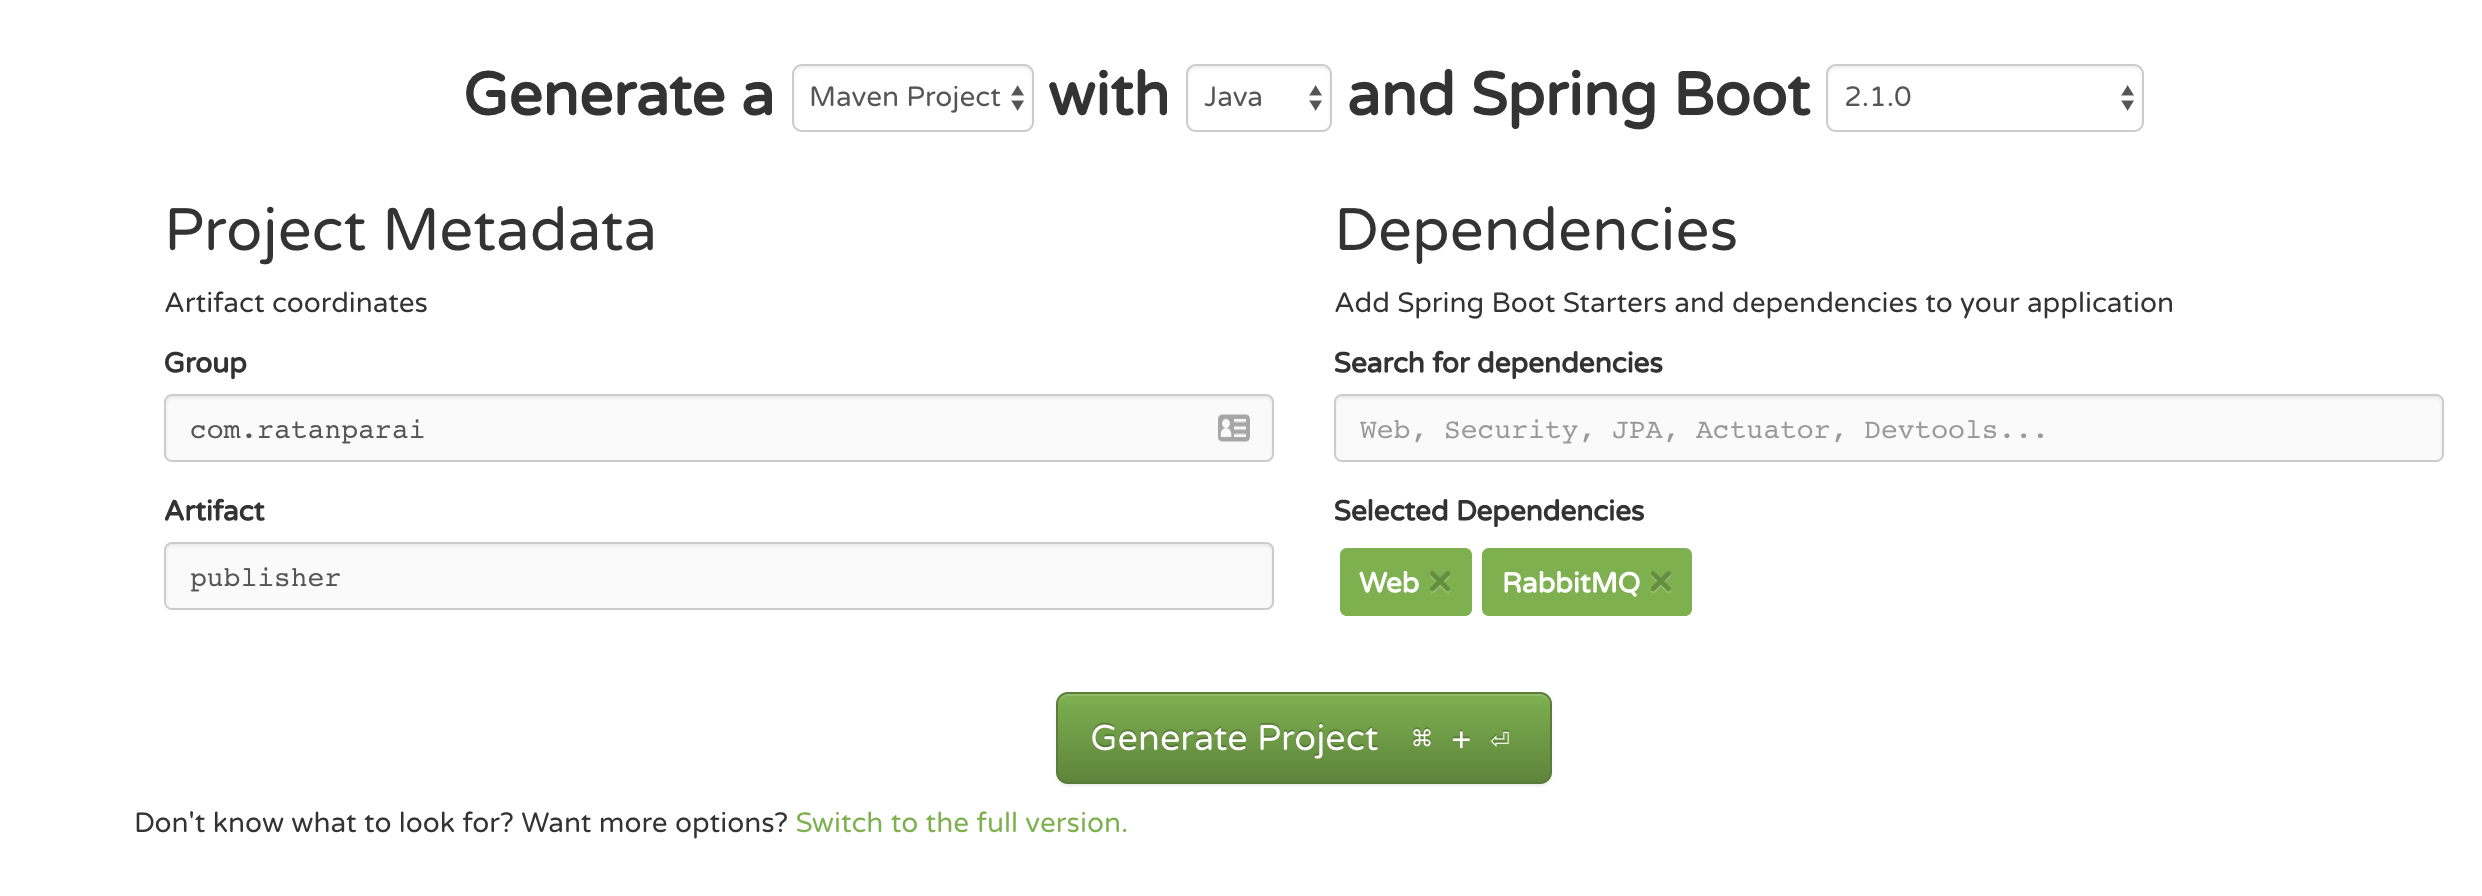 Generate a Maven Project with Java and Spring Boot 2.1.0
Project Metadata
Artifact coordinates
Group
com.ratanparai
Artifact
publisher
Dependencies
Add Spring Boot Starters and dependencies to your application
Search for dependencies
Web, Security, JPA, Actuator, Devtools...
Selected Dependencies
Web ✕ RabbitMQ ✕
Generate Project ⌘ + ⏎
Don't know what to look for? Want more options? Switch to the full version.